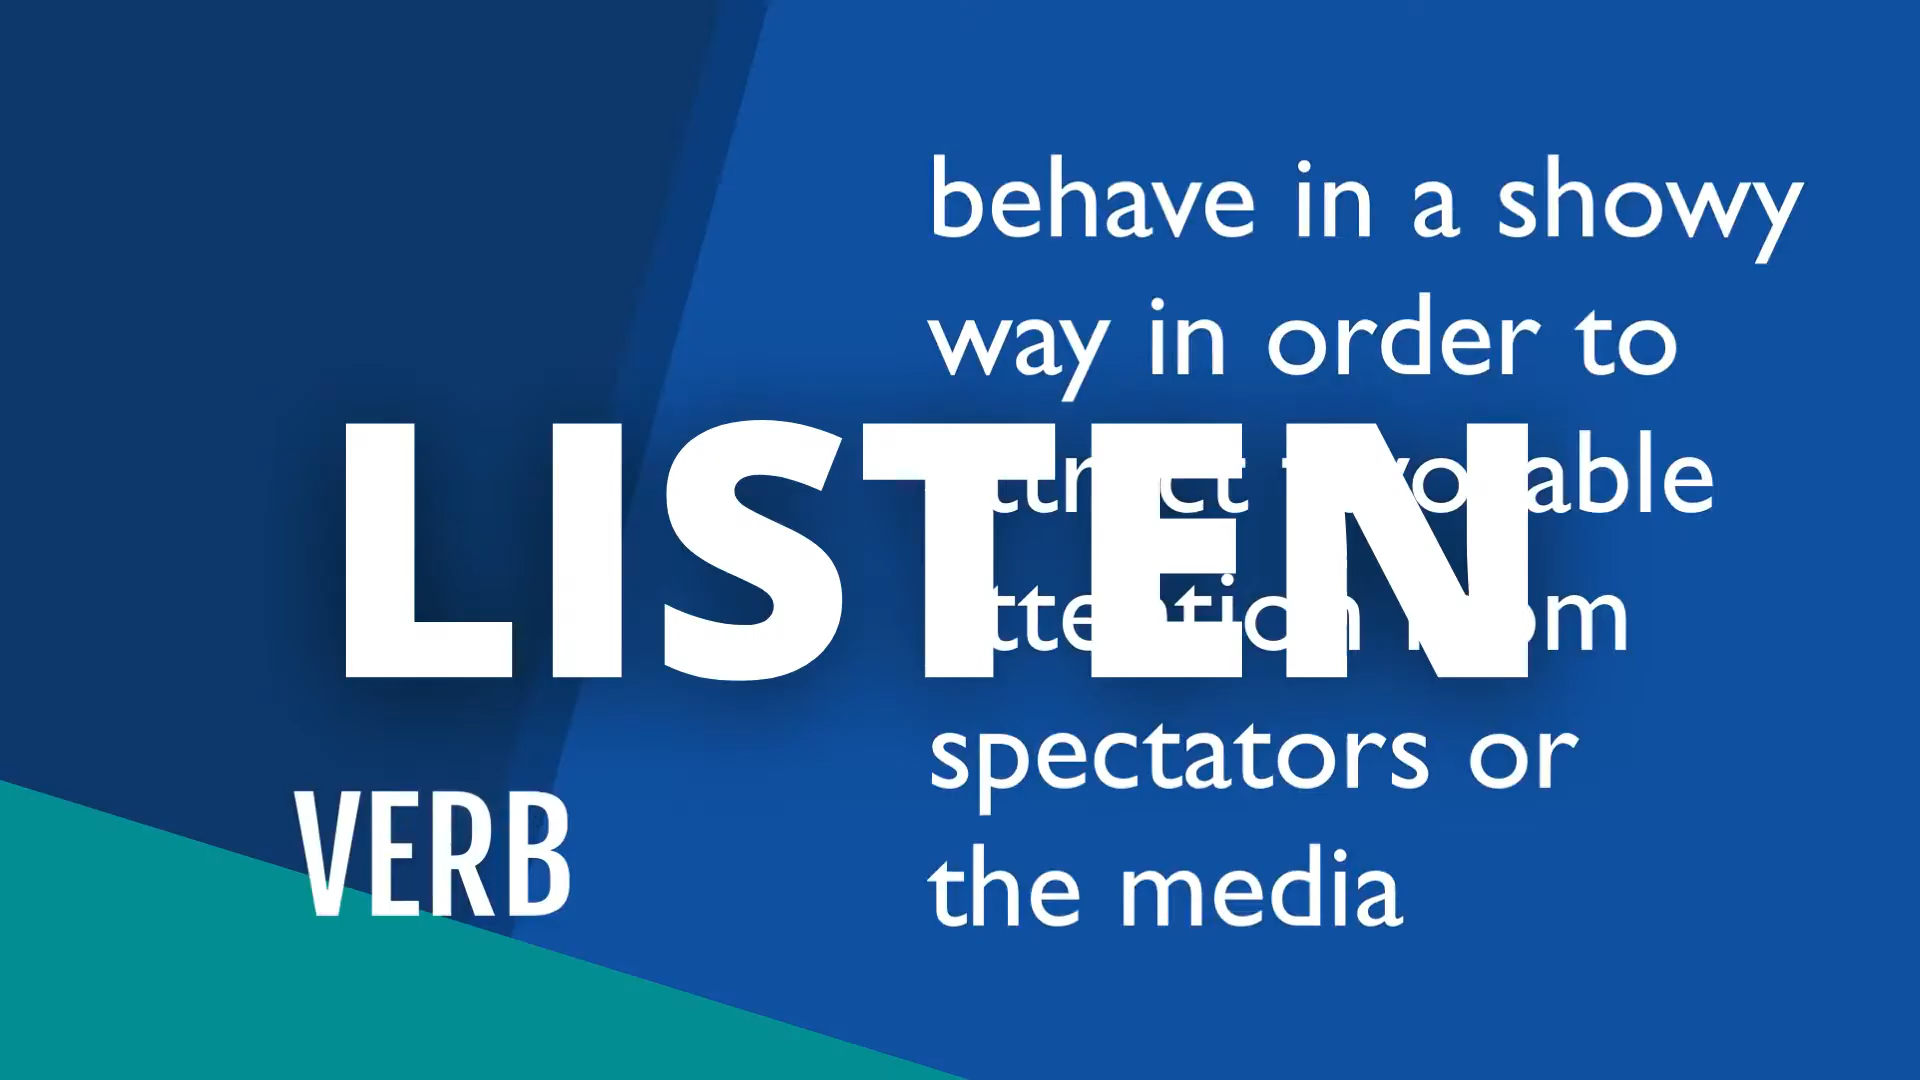 behave in a showy
way in order to
LISTEN
spectators or
the media
VERB